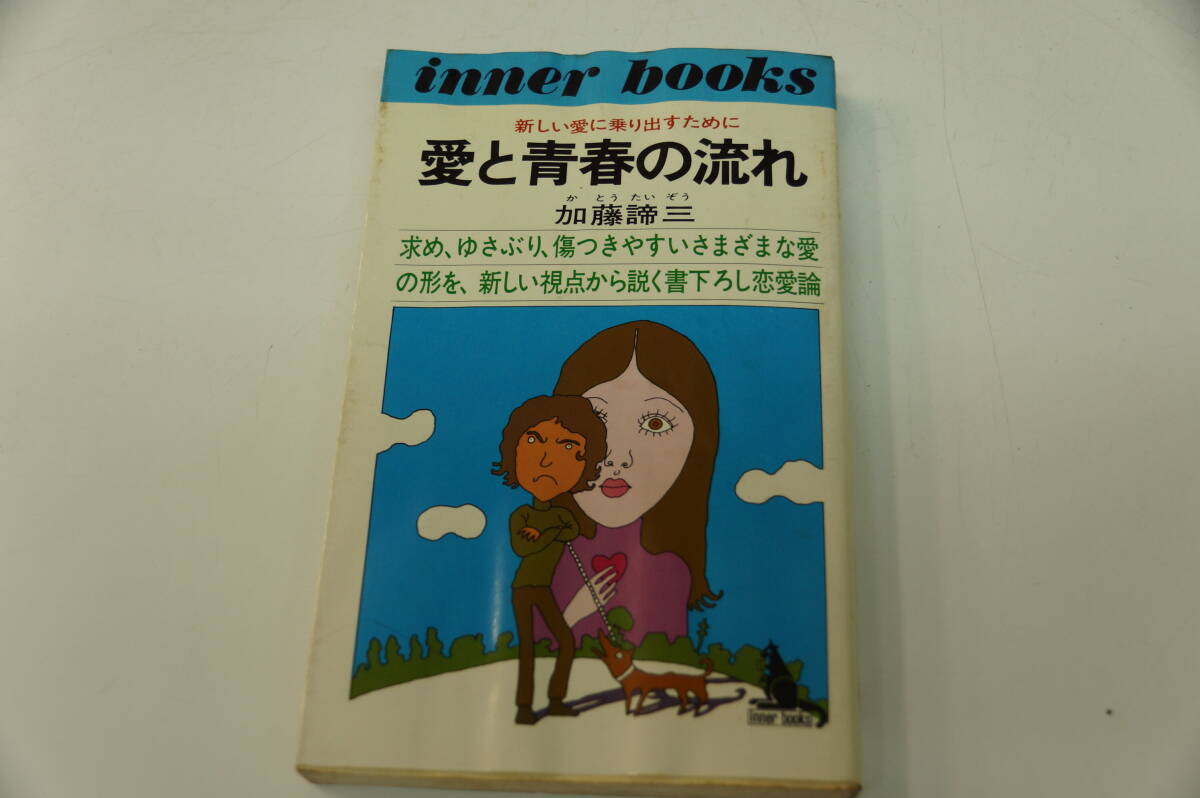 inner books
新しい愛に乗り出すために
愛と青春の流れ
か とう たい ぞう
加藤諦三
求め、ゆさぶり、傷つきやすいさまざまな愛
の形を、新しい視点から説く書下ろし恋愛論
Inner books